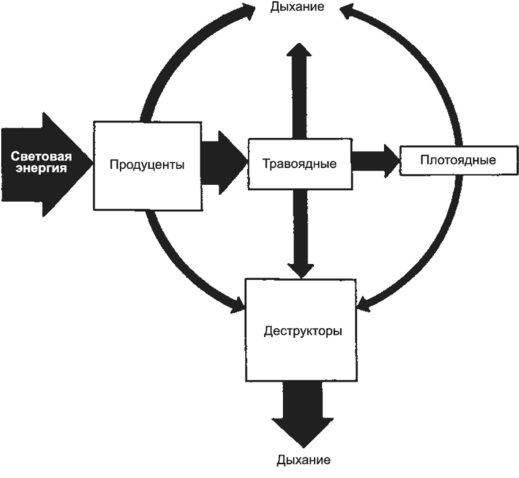 Дыхание
Световая
энергия
Продуценты
Травоядные
Плотоядные
Деструкторы
Дыхание